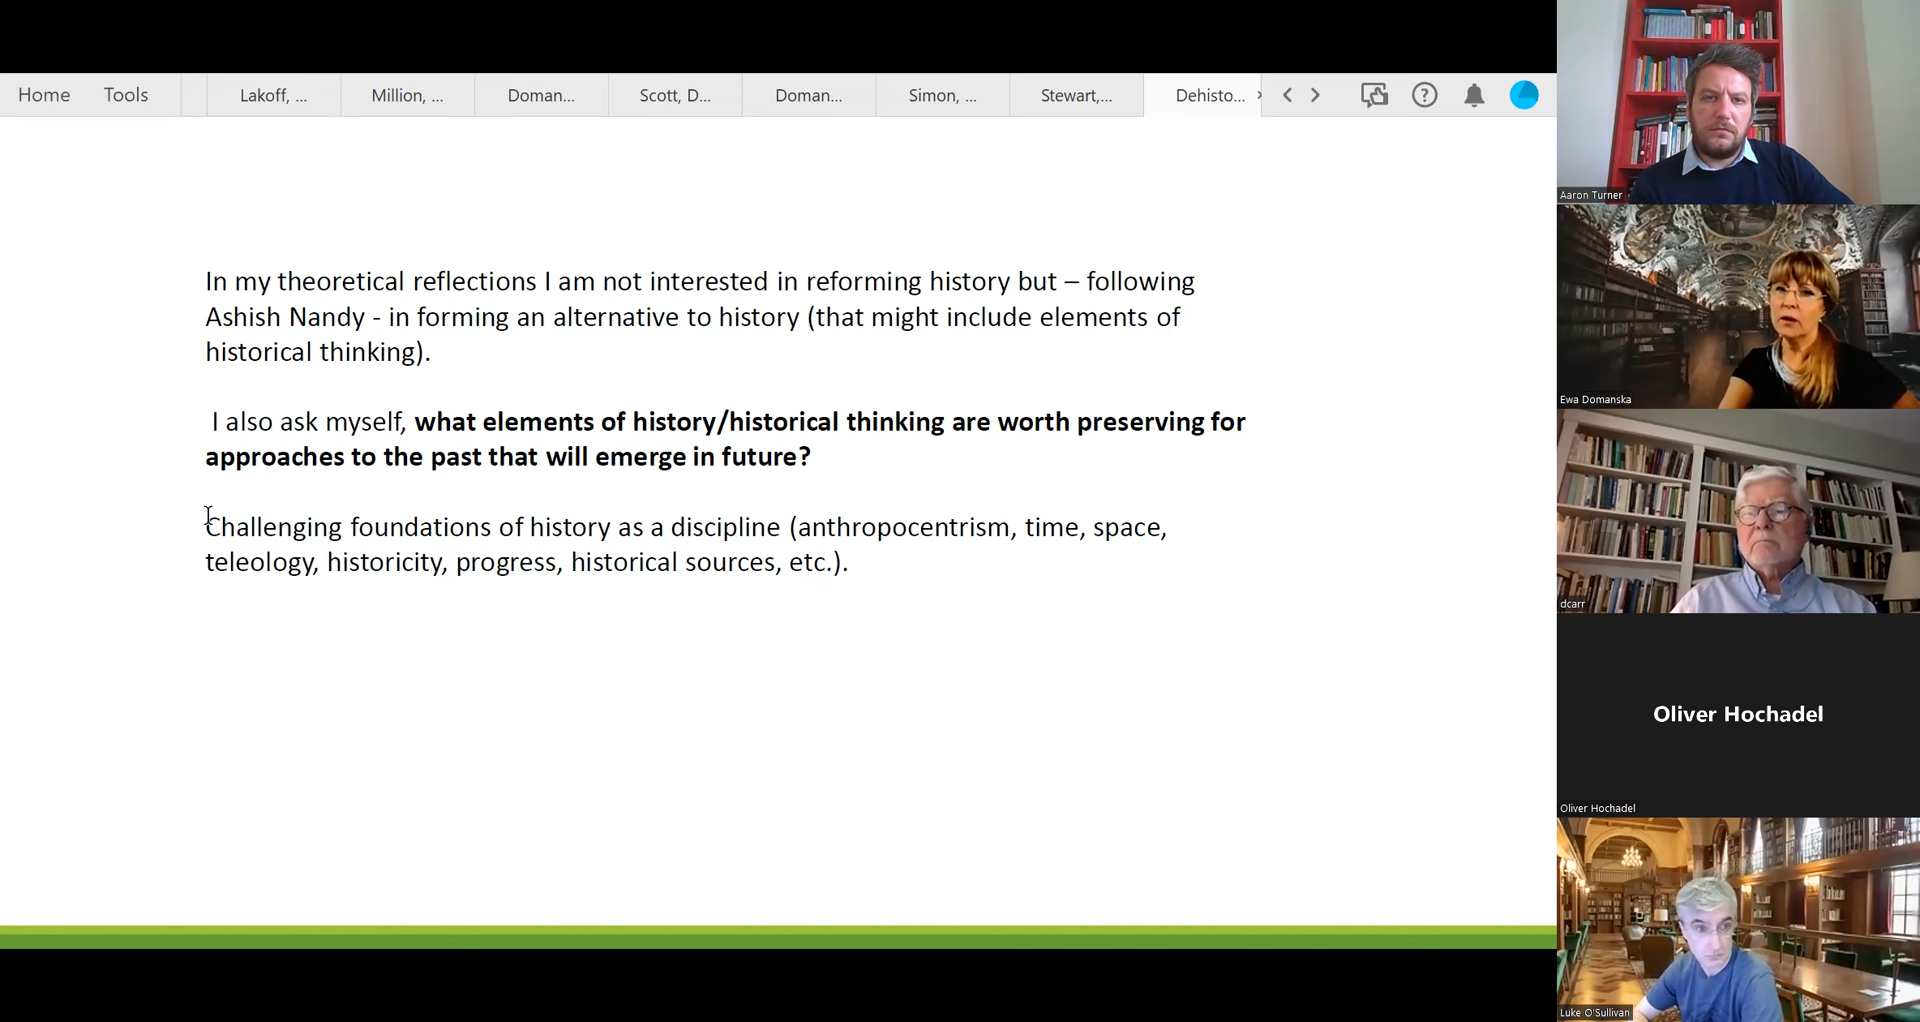 Home Tools Lakoff, ... Million, ... Doman... Scott, D... Doman... Simon, ... Stewart,... Dehisto...
In my theoretical reflections I am not interested in reforming history but – following
Ashish Nandy - in forming an alternative to history (that might include elements of
historical thinking).
I also ask myself, what elements of history/historical thinking are worth preserving for
approaches to the past that will emerge in future?
Challenging foundations of history as a discipline (anthropocentrism, time, space,
teleology, historicity, progress, historical sources, etc.).
Aaron Turner
Ewa Domanska
dcarr
Oliver Hochadel
Oliver Hochadel
Luke O'Sullivan